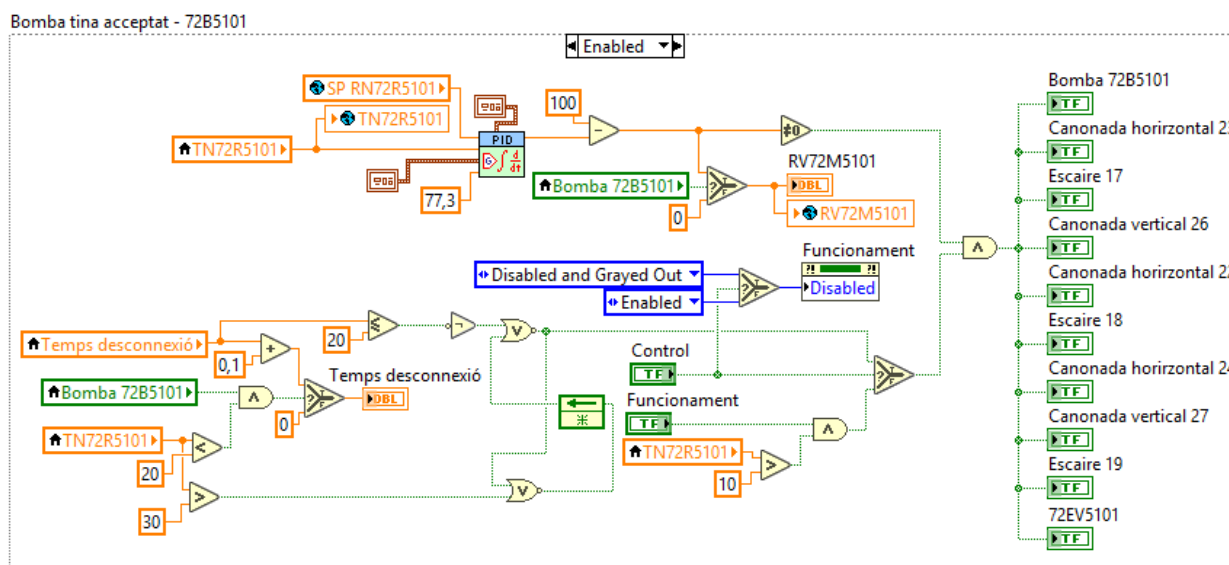 Bomba tina acceptat - 72B5101
Enabled
SP RN72R5101
TN72R5101
TN72R5101
PID
77,3
100
≠0
Bomba 72B5101
0
RV72M5101
DBL
RV72M5101
Funcionament
Disabled
Disabled and Grayed Out
Enabled
Temps desconnexió
0,1
20
Bomba 72B5101
TN72R5101
20
30
0
Temps desconnexió
DBL
Control
TF
Funcionament
TF
TN72R5101
10
Bomba 72B5101
TF
Canonada horirzontal 23
TF
Escaire 17
TF
Canonada vertical 26
TF
Canonada horirzontal 22
TF
Escaire 18
TF
Canonada horirzontal 24
TF
Canonada vertical 27
TF
Escaire 19
TF
72EV5101
TF